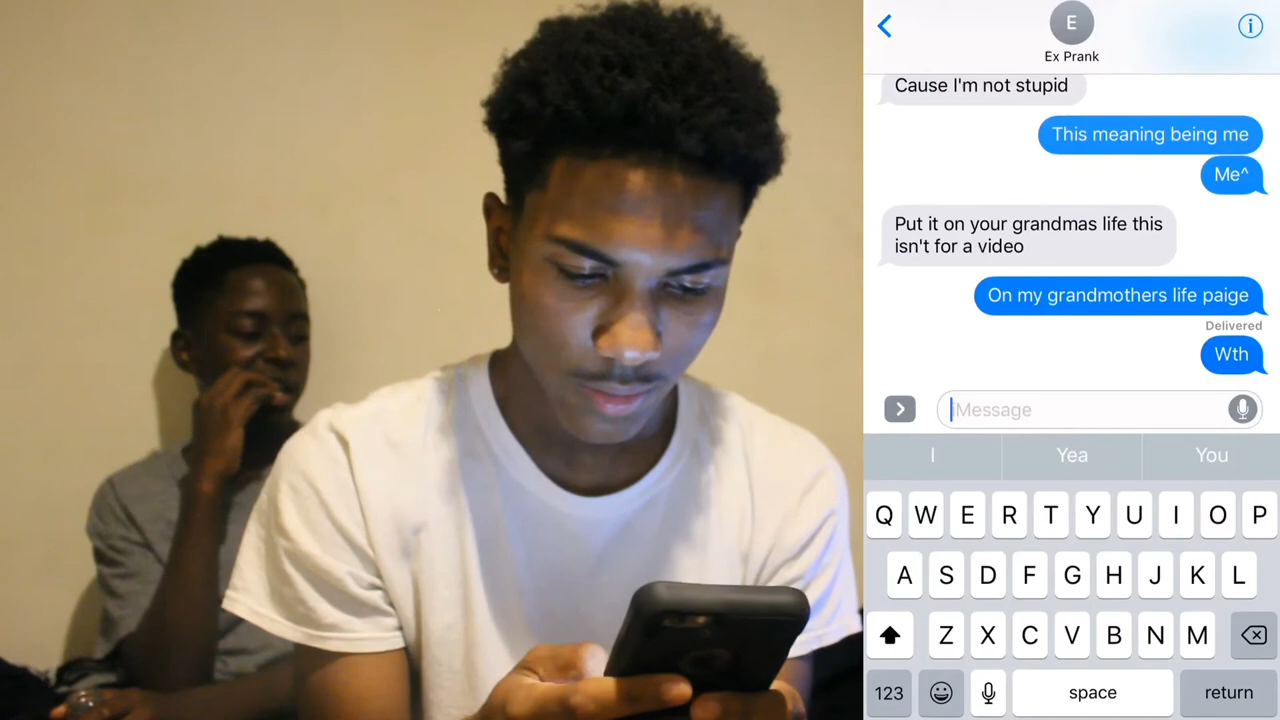 E
Ex Prank
Cause I'm not stupid
This meaning being me
Me^
Put it on your grandmas life this
isn't for a video
On my grandmothers life paige
Delivered
Wth
Message
I Yea You
Q W E R T Y U I O P
A S D F G H J K L
Z X C V B N M
123 space return